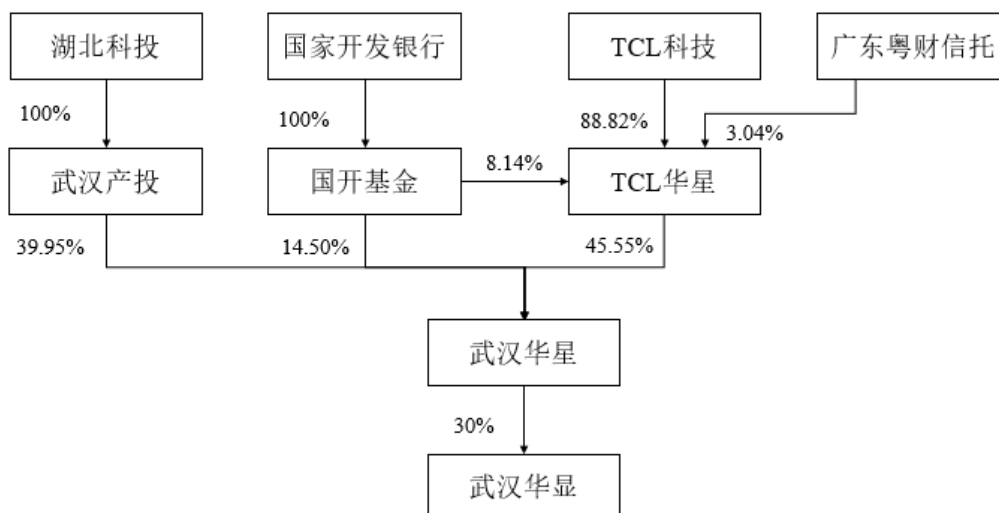 湖北科投
国家开发银行
TCL科技
广东粤财信托
100%
100%
88.82%
3.04%
武汉产投
国开基金
8.14%
TCL华星
39.95%
14.50%
45.55%
武汉华星
30%
武汉华显